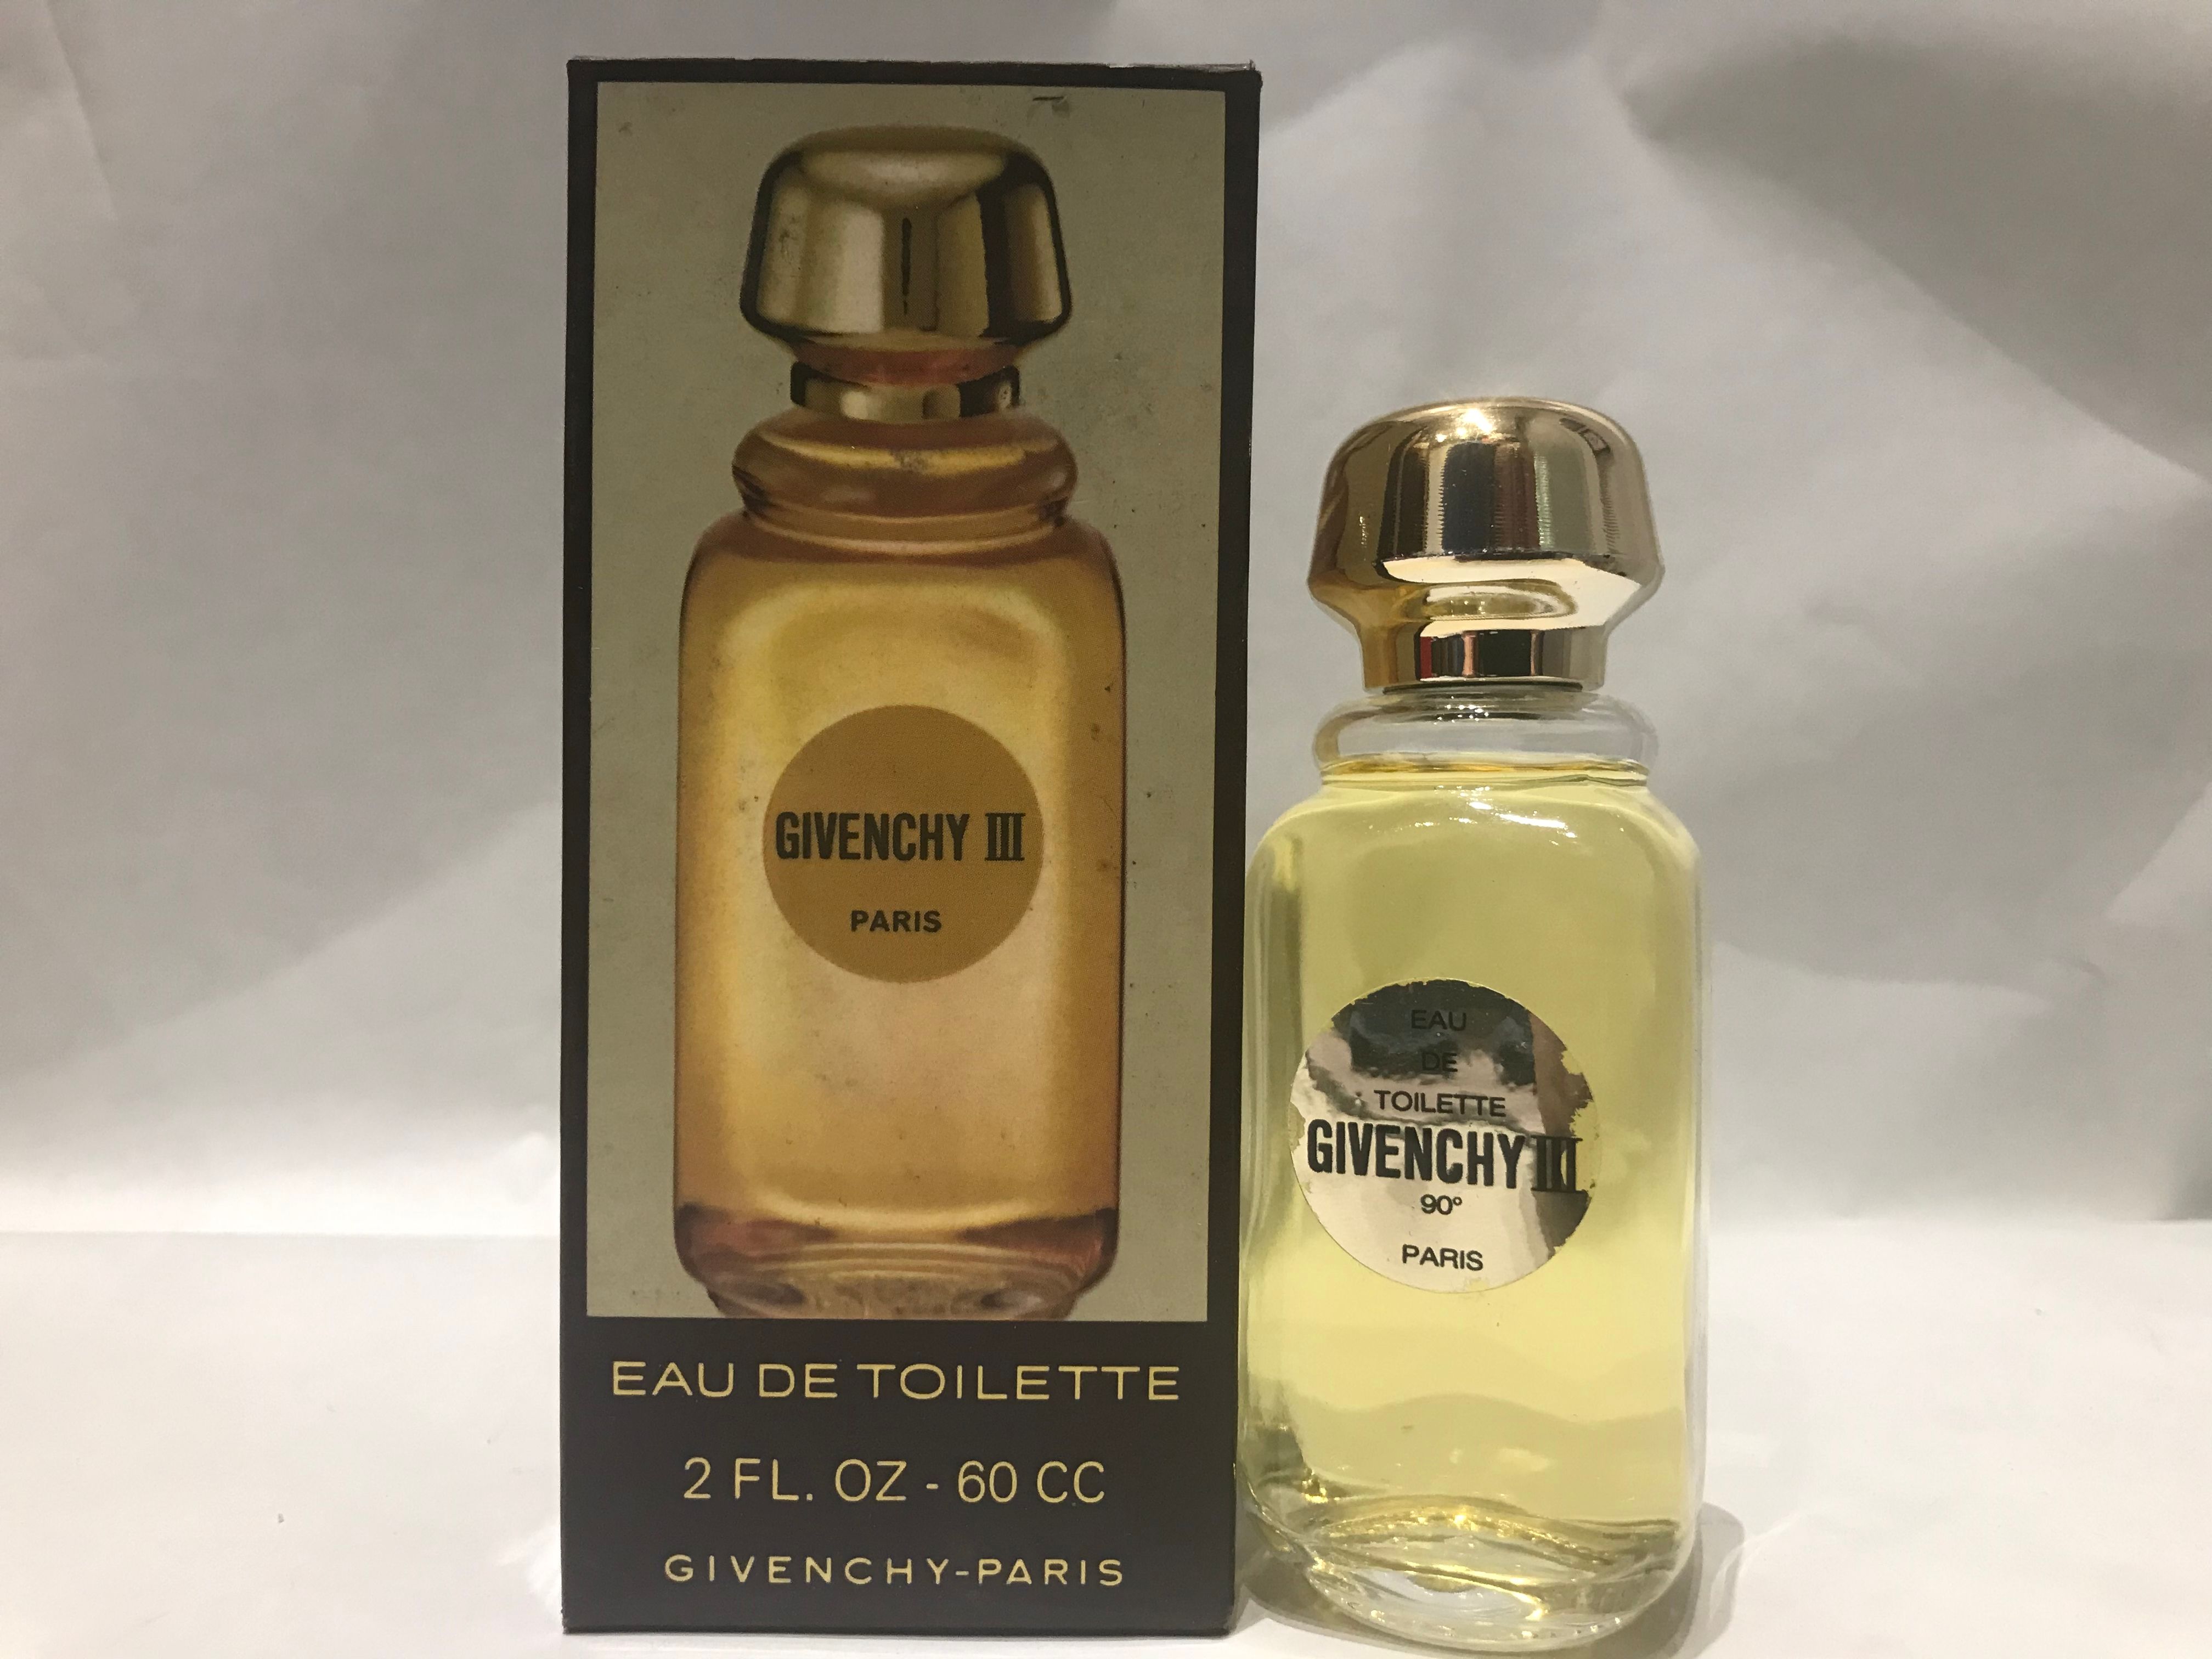 GIVENCHY III
PARIS
EAU DE TOILETTE
2 FL. OZ - 60 CC
GIVENCHY-PARIS
EAU
DE
TOILETTE
GIVENCHY III
90°
PARIS